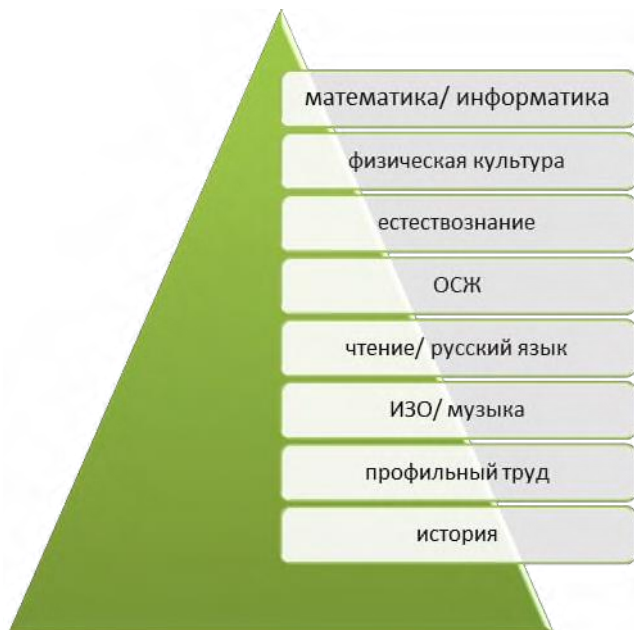 математика/ информатика
физическая культура
естествознание
ОСЖ
чтение/ русский язык
ИЗО/ музыка
профильный труд
история